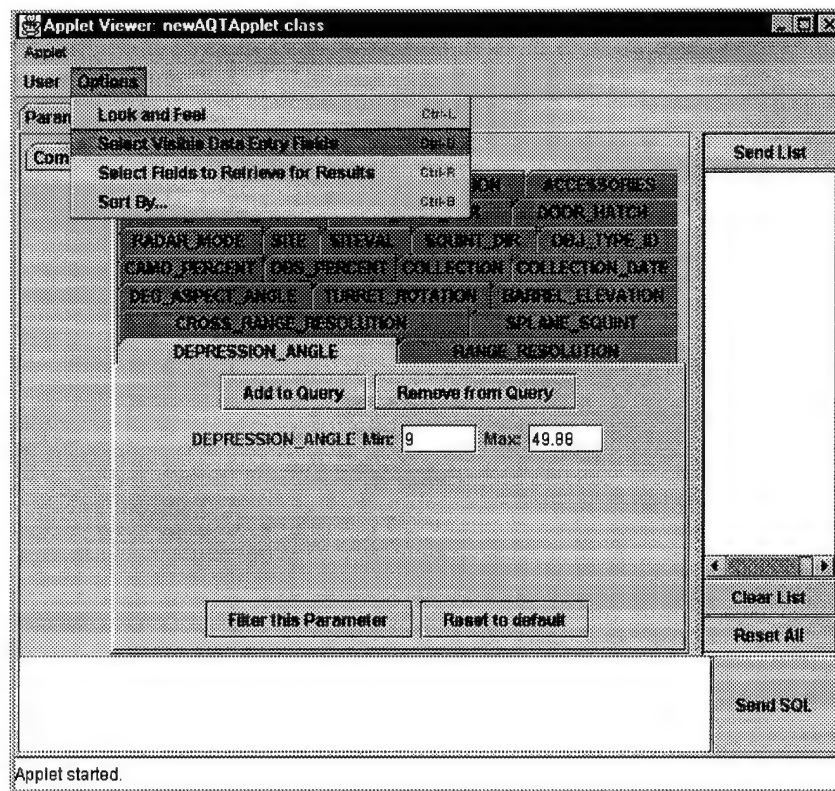 Applet Viewer: newAQTApplet.class
Applet
User Options
Param
Look and Feel Ctrl-L
Select Visible Data Entry Fields
Select Fields to Retrieve for Results Ctrl-R
Sort By... Ctrl-B
Com
Send List
ION ACCESSORIES
R DOOR_HATCH
RADAR_MODE SITE SITEVAL SQUINT_DIR OBJ_TYPE_ID
CAMO_PERCENT OBS_PERCENT COLLECTION COLLECTION_DATE
DEG_ASPECT_ANGLE TURRET_ROTATION BARREL_ELEVATION
CROSS_RANGE_RESOLUTION SPLANE_SQUINT
DEPRESSION_ANGLE RANGE_RESOLUTION
Add to Query Remove from Query
DEPRESSION_ANGLE Min: 9 Max: 49.88
Filter this Parameter Reset to default
Clear List
Reset All
Send SQL
Applet started.